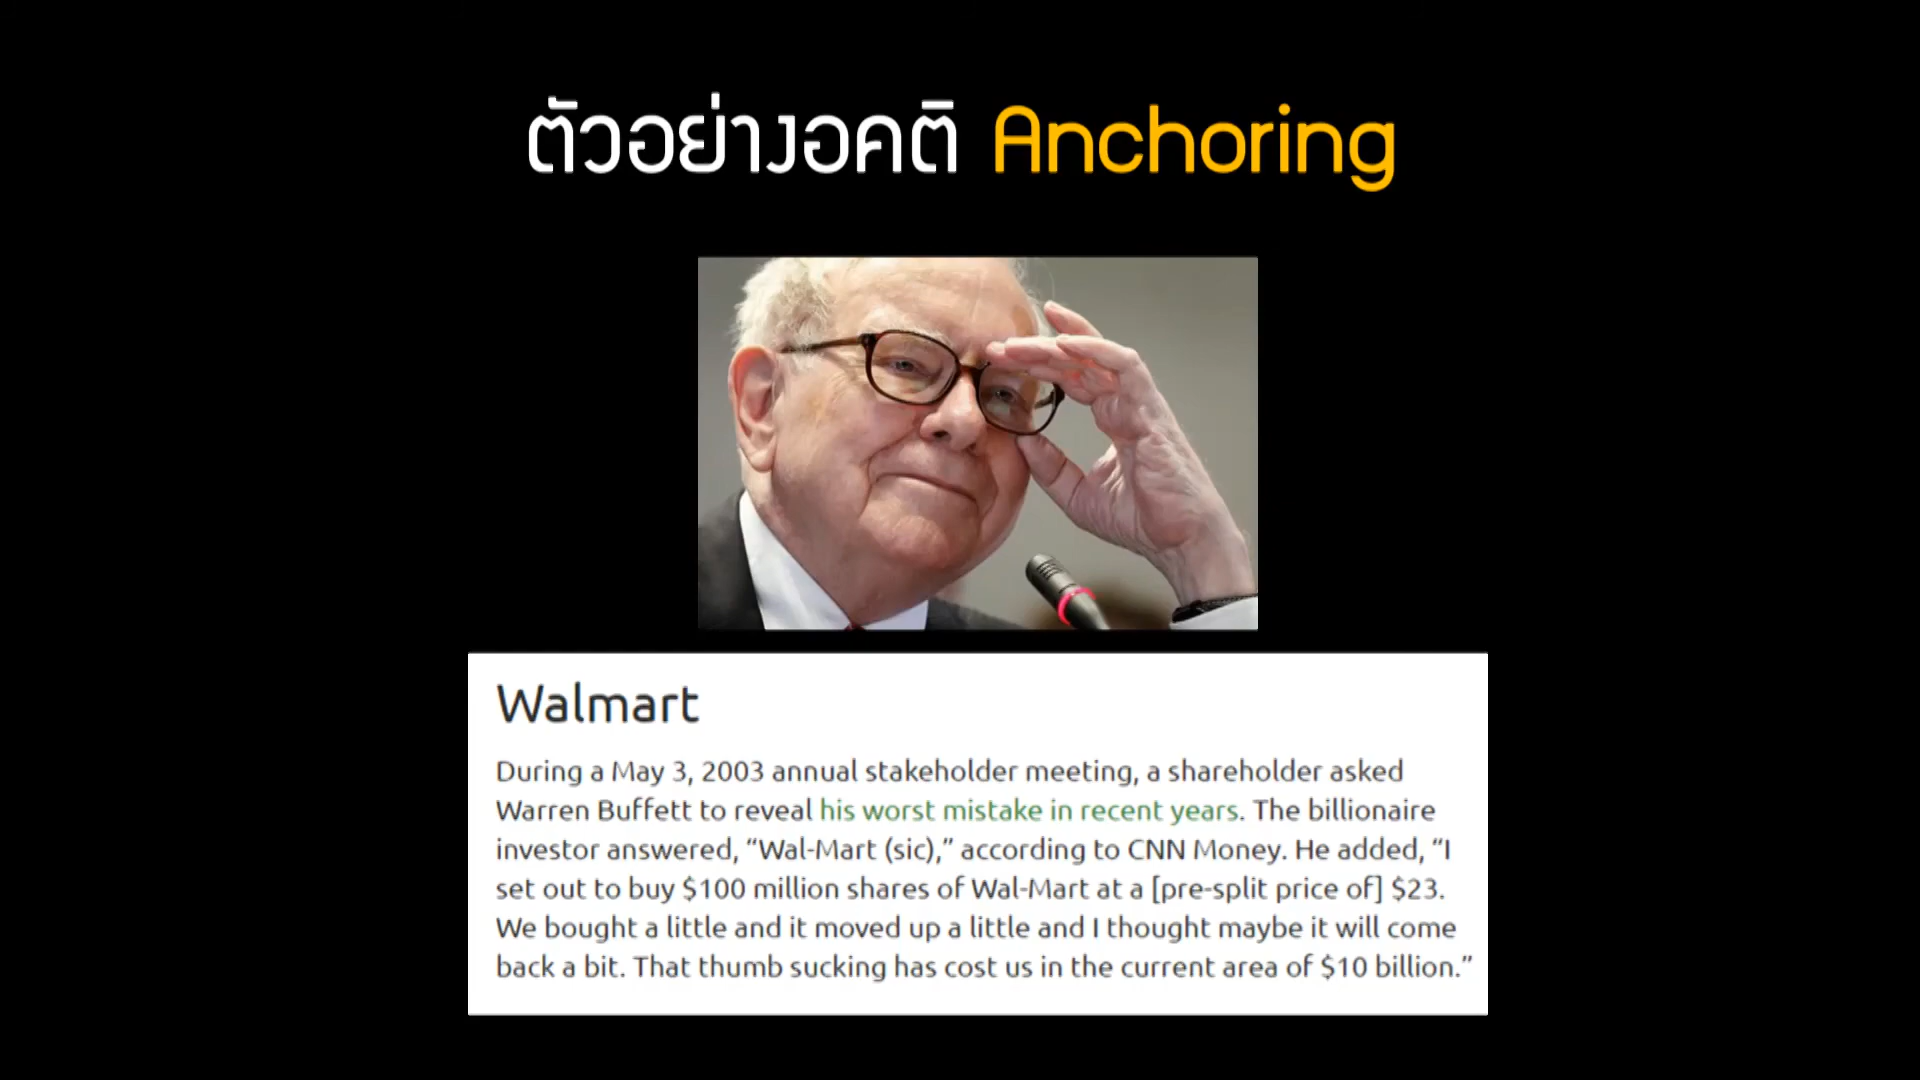 ตัวอย่างอคติ Anchoring
Walmart
During a May 3, 2003 annual stakeholder meeting, a shareholder asked
Warren Buffett to reveal his worst mistake in recent years. The billionaire
investor answered, “Wal-Mart (sic),” according to CNN Money. He added, “I
set out to buy $100 million shares of Wal-Mart at a [pre-split price of] $23.
We bought a little and it moved up a little and I thought maybe it will come
back a bit. That thumb sucking has cost us in the current area of $10 billion.”